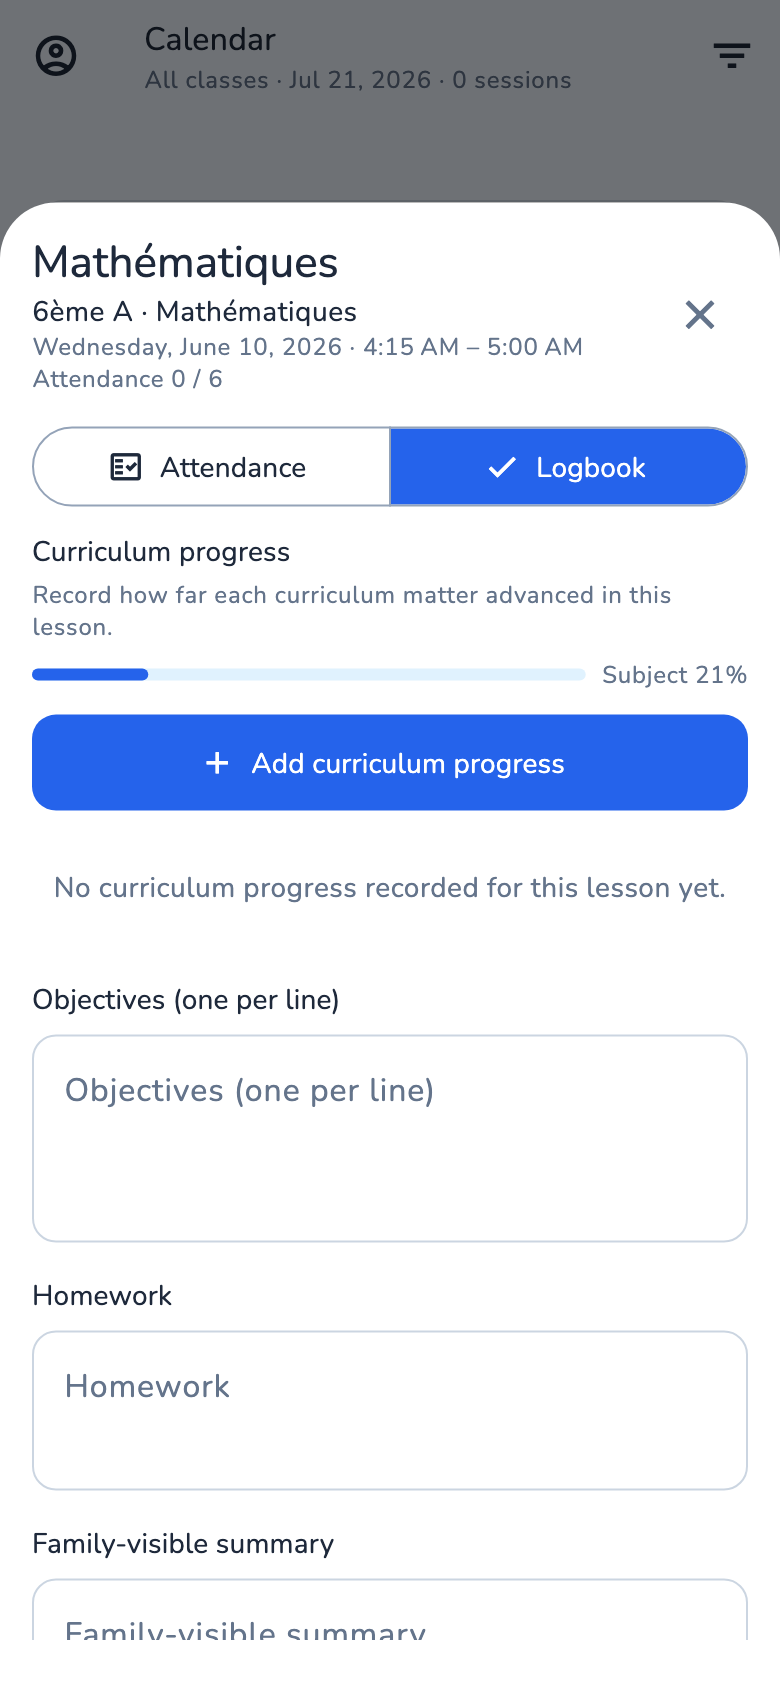 Calendar
All classes · Jul 21, 2026 · 0 sessions
Mathématiques
6ème A · Mathématiques
Wednesday, June 10, 2026 · 4:15 AM – 5:00 AM
Attendance 0 / 6
Attendance
Logbook
Curriculum progress
Record how far each curriculum matter advanced in this
lesson.
Subject 21%
Add curriculum progress
No curriculum progress recorded for this lesson yet.
Objectives (one per line)
Objectives (one per line)
Homework
Homework
Family-visible summary
Family-visible summary